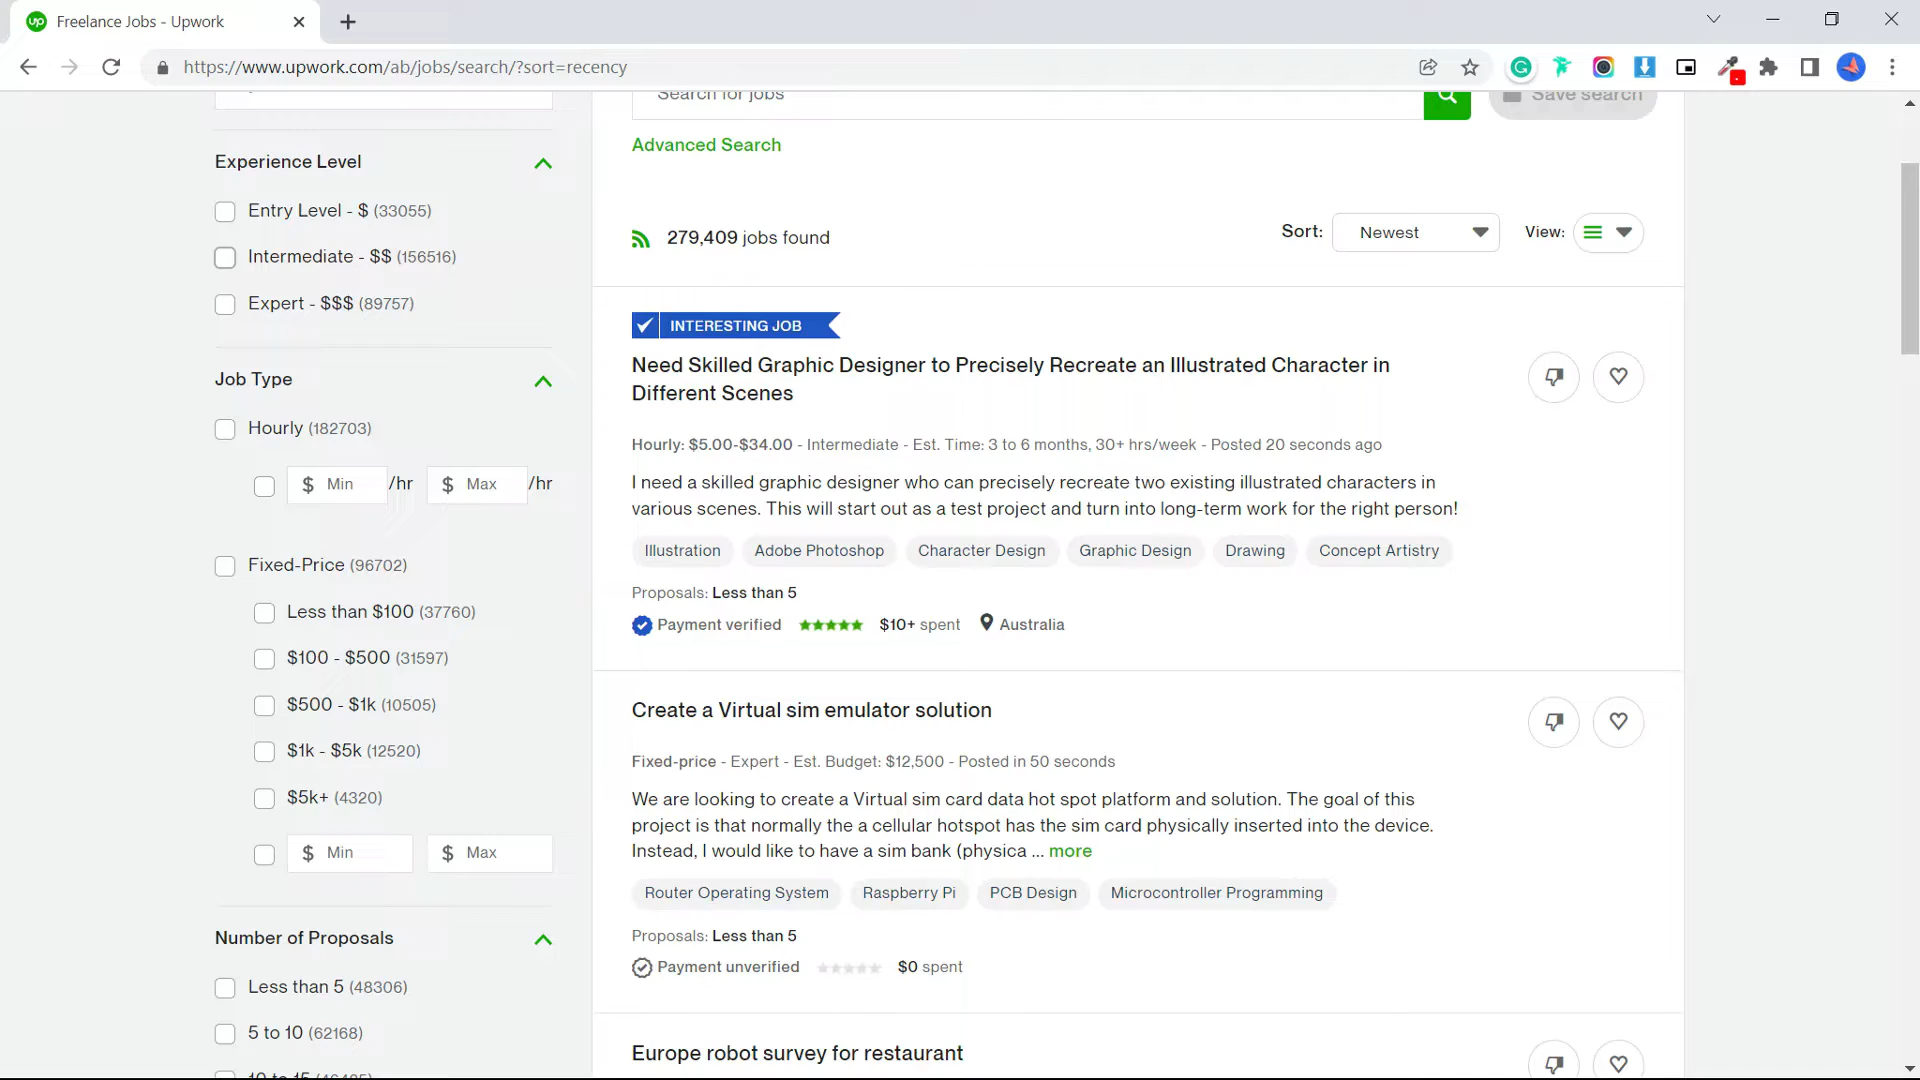 Freelance Jobs - Upwork
https://www.upwork.com/ab/jobs/search/?sort=recency
Search for jobs
Save search
Advanced Search
Experience Level
Entry Level - $ (33055)
Intermediate - $$ (156516)
Expert - $$$ (89757)
Job Type
Hourly (182703)
$ Min /hr $ Max /hr
Fixed-Price (96702)
Less than $100 (37760)
$100 - $500 (31597)
$500 - $1k (10505)
$1k - $5k (12520)
$5k+ (4320)
$ Min $ Max
Number of Proposals
Less than 5 (48306)
5 to 10 (62168)
279,409 jobs found
Sort: Newest View:
INTERESTING JOB
Need Skilled Graphic Designer to Precisely Recreate an Illustrated Character in
Different Scenes
Hourly: $5.00-$34.00 - Intermediate - Est. Time: 3 to 6 months, 30+ hrs/week - Posted 20 seconds ago
I need a skilled graphic designer who can precisely recreate two existing illustrated characters in
various scenes. This will start out as a test project and turn into long-term work for the right person!
Illustration Adobe Photoshop Character Design Graphic Design Drawing Concept Artistry
Proposals: Less than 5
Payment verified $10+ spent Australia
Create a Virtual sim emulator solution
Fixed-price - Expert - Est. Budget: $12,500 - Posted in 50 seconds
We are looking to create a Virtual sim card data hot spot platform and solution. The goal of this
project is that normally the a cellular hotspot has the sim card physically inserted into the device.
Instead, I would like to have a sim bank (physica ... more
Router Operating System Raspberry Pi PCB Design Microcontroller Programming
Proposals: Less than 5
Payment unverified $0 spent
Europe robot survey for restaurant